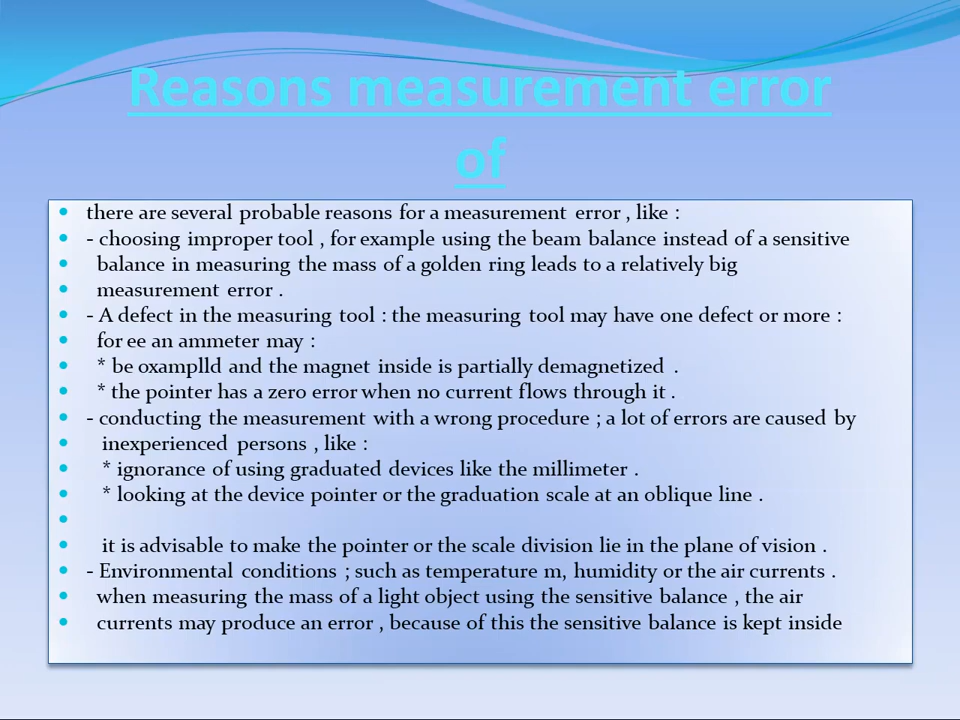 Reasons measurement error
of
• there are several probable reasons for a measurement error , like :
• - choosing improper tool , for example using the beam balance instead of a sensitive
• balance in measuring the mass of a golden ring leads to a relatively big
• measurement error .
• - A defect in the measuring tool : the measuring tool may have one defect or more :
• for ee an ammeter may :
• * be oxamplld and the magnet inside is partially demagnetized .
• * the pointer has a zero error when no current flows through it .
• - conducting the measurement with a wrong procedure ; a lot of errors are caused by
• inexperienced persons , like :
• * ignorance of using graduated devices like the millimeter .
• * looking at the device pointer or the graduation scale at an oblique line .
•
• it is advisable to make the pointer or the scale division lie in the plane of vision .
• - Environmental conditions ; such as temperature m, humidity or the air currents .
• when measuring the mass of a light object using the sensitive balance , the air
• currents may produce an error , because of this the sensitive balance is kept inside